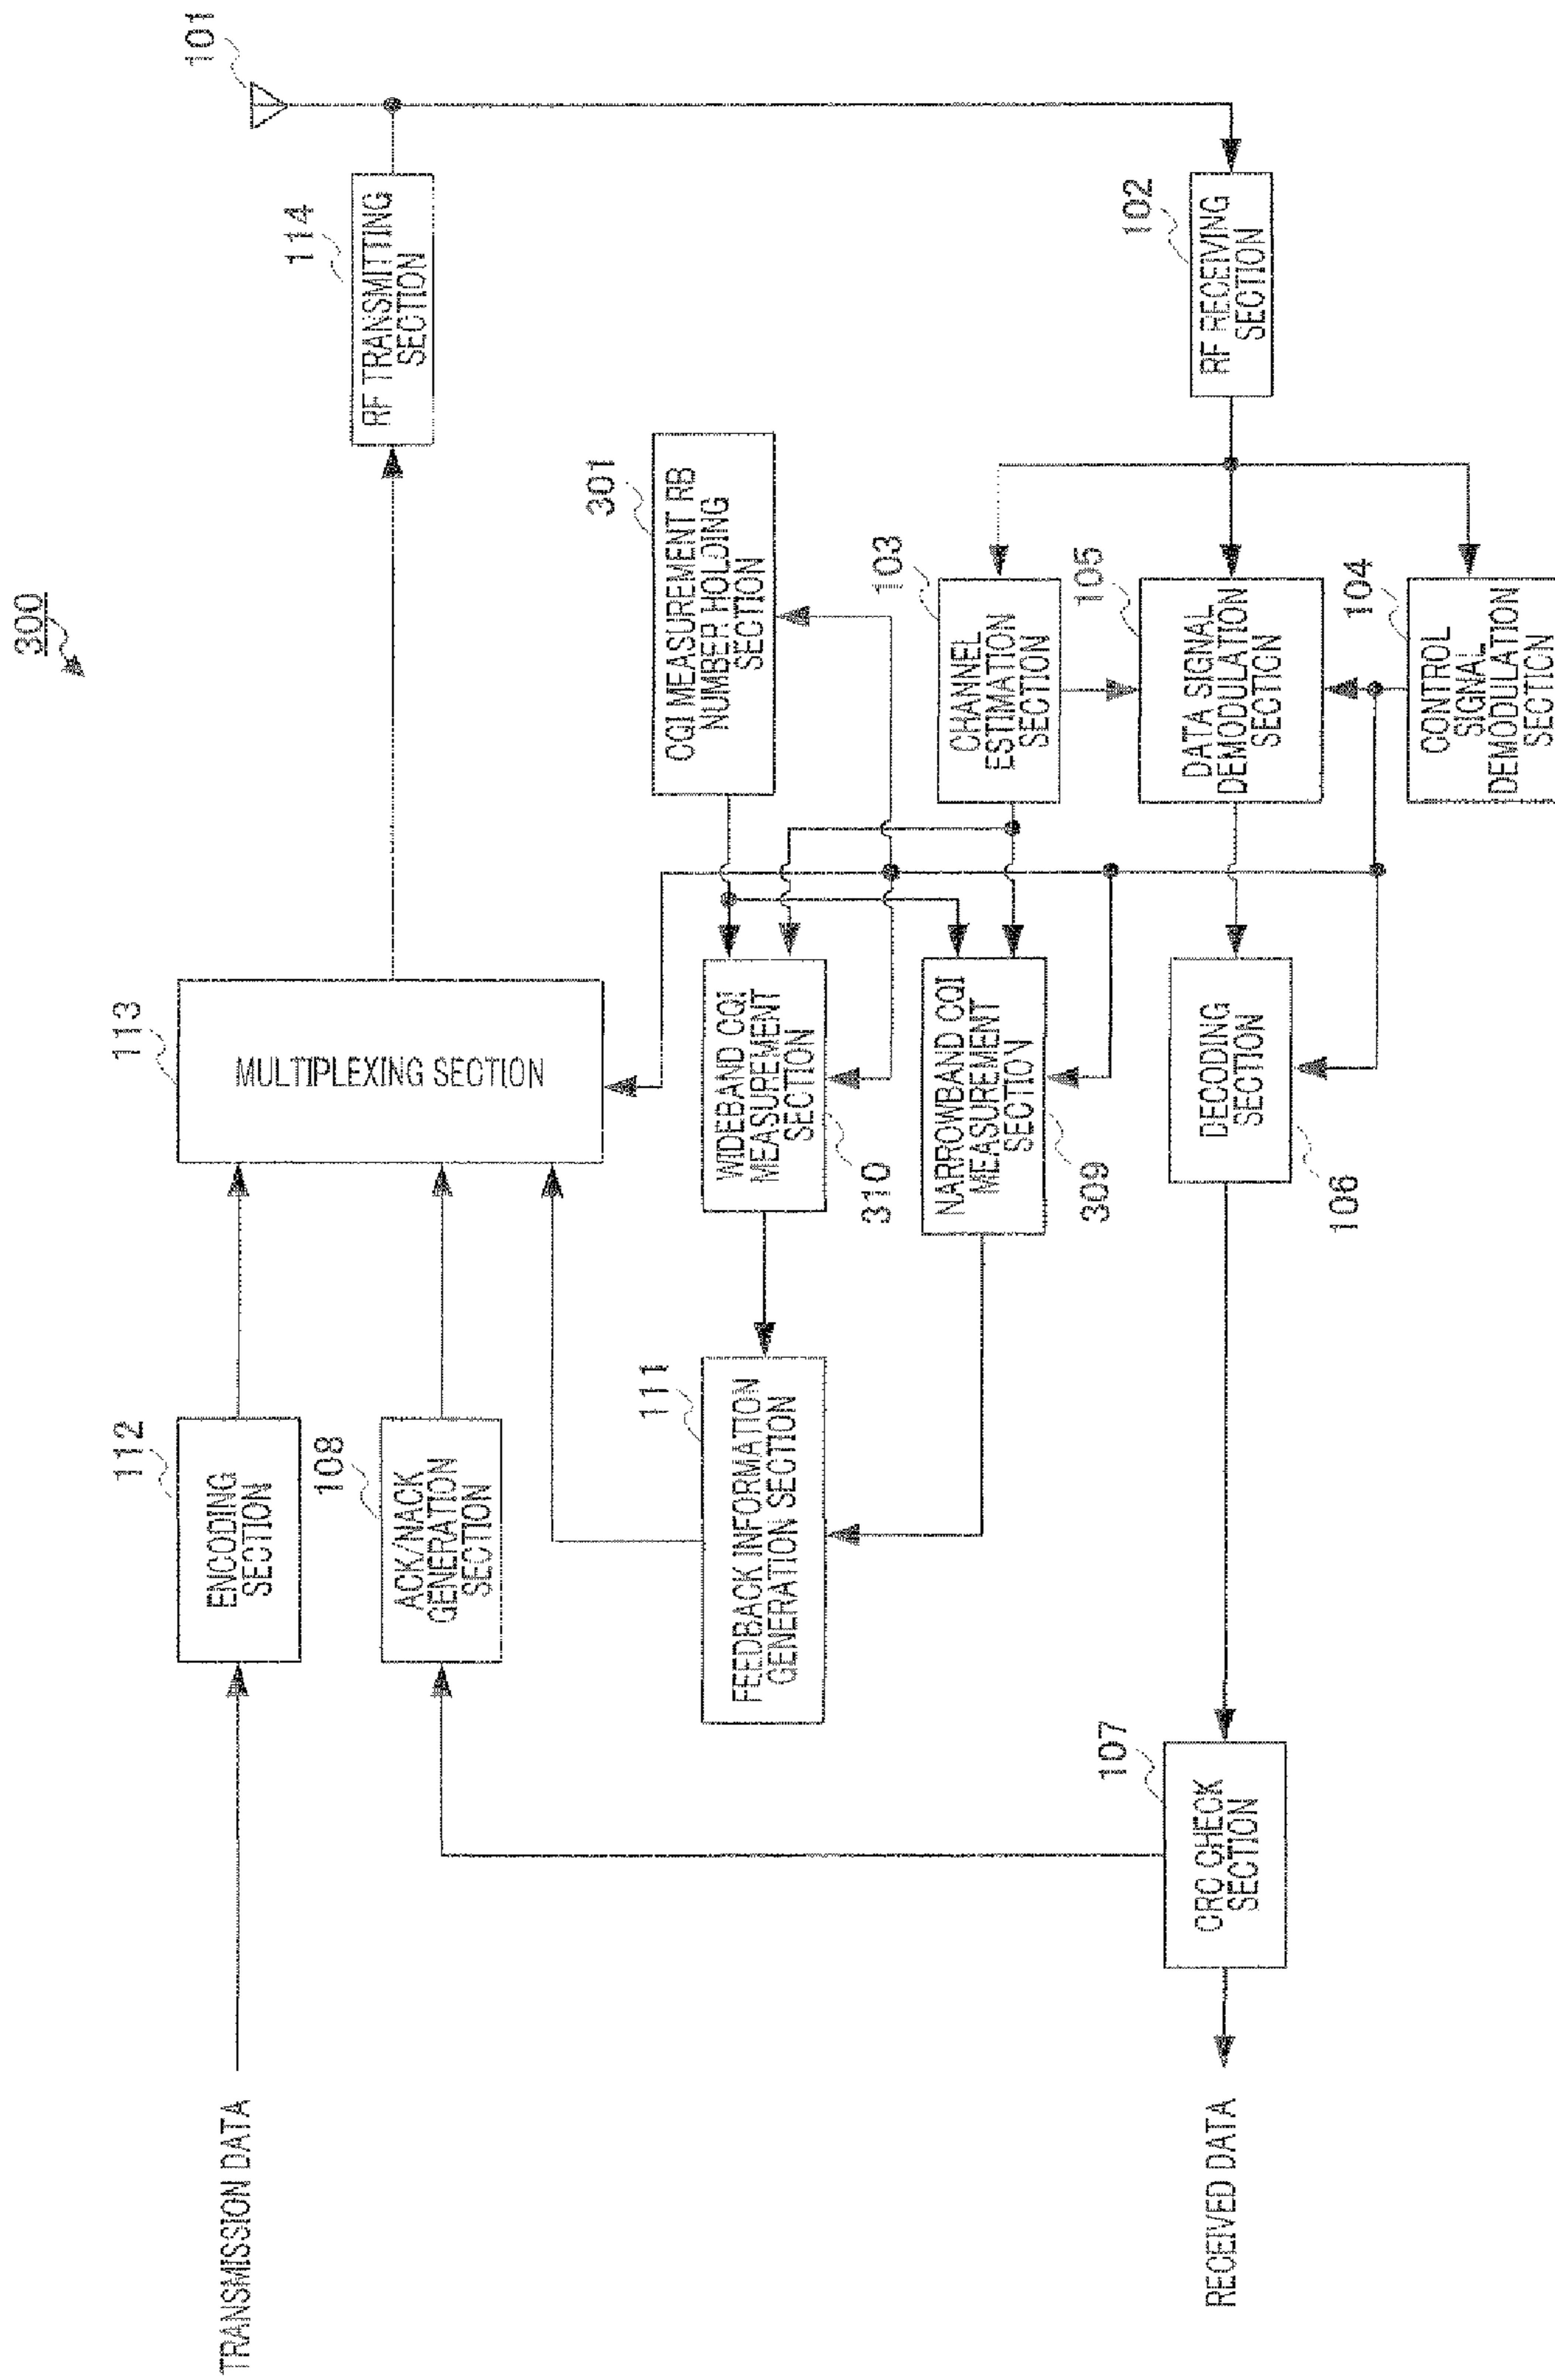 300
101
114
RF TRANSMITTING
SECTION
102
RF RECEIVING
SECTION
301
CQI MEASUREMENT RB
NUMBER HOLDING
SECTION
103
CHANNEL
ESTIMATION
SECTION
105
DATA SIGNAL
DEMODULATION
SECTION
104
CONTROL
SIGNAL
DEMODULATION
SECTION
113
MULTIPLEXING SECTION
WIDEBAND CQI
MEASUREMENT
SECTION
310
NARROWBAND CQI
MEASUREMENT
SECTION
309
DECODING
SECTION
106
112
ENCODING
SECTION
108
ACK/NACK
GENERATION
SECTION
111
FEEDBACK INFORMATION
GENERATION SECTION
107
CRC CHECK
SECTION
TRANSMISSION DATA
RECEIVED DATA